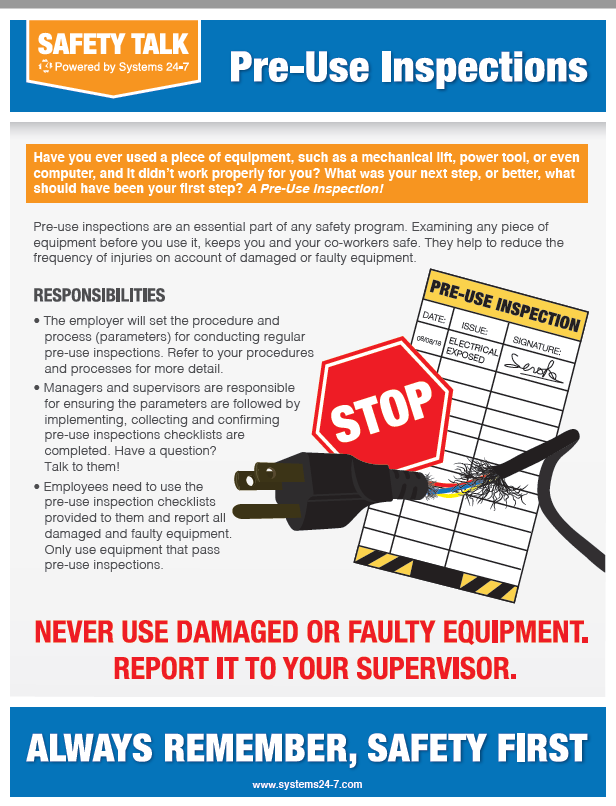 SAFETY TALK
Powered by Systems 24-7
Pre-Use Inspections
Have you ever used a piece of equipment, such as a mechanical lift, power tool, or even
computer, and it didn't work properly for you? What was your next step, or better, what
should have been your first step? A Pre-Use Inspection!
Pre-use inspections are an essential part of any safety program. Examining any piece of
equipment before you use it, keeps you and your co-workers safe. They help to reduce the
frequency of injuries on account of damaged or faulty equipment.
RESPONSIBILITIES
• The employer will set the procedure and
process (parameters) for conducting regular
pre-use inspections. Refer to your procedures
and processes for more detail.
• Managers and supervisors are responsible
for ensuring the parameters are followed by
implementing, collecting and confirming
pre-use inspections checklists are
completed. Have a question?
Talk to them!
• Employees need to use the
pre-use inspection checklists
provided to them and report all
damaged and faulty equipment.
Only use equipment that pass
pre-use inspections.
PRE-USE INSPECTION
DATE: ISSUE: SIGNATURE:
09/08/18 ELECTRICAL
EXPOSED
STOP
NEVER USE DAMAGED OR FAULTY EQUIPMENT.
REPORT IT TO YOUR SUPERVISOR.
ALWAYS REMEMBER, SAFETY FIRST
www.systems24-7.com